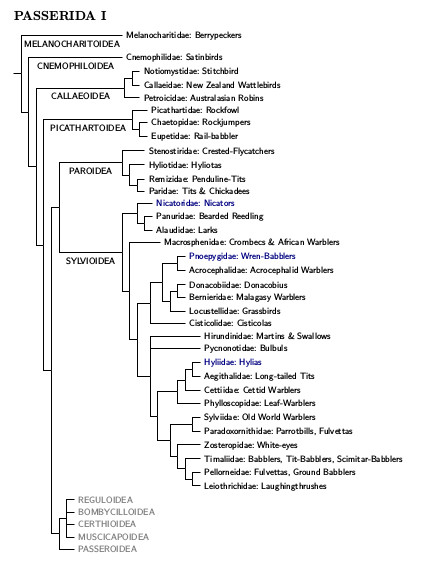 PASSERIDA I
Melanocharitidae: Berrypeckers
MELANOCHARITOIDEA
Cnemophilidae: Satinbirds
CNEMOPHILOIDEA
Notiomystidae: Stitchbird
Callaeidae: New Zealand Wattlebirds
CALLAEOIDEA
Petroicidae: Australasian Robins
Picathartidae: Rockfowl
Chaetopidae: Rockjumpers
PICATHARTOIDEA
Eupetidae: Rail-babbler
Stenostiridae: Crested-Flycatchers
Hyliotidae: Hyliotas
PAROIDEA
Remizidae: Penduline-Tits
Paridae: Tits & Chickadees
Nicatoridae: Nicators
Panuridae: Bearded Reedling
Alaudidae: Larks
Macrosphenidae: Crombecs & African Warblers
Pnoepygidae: Wren-Babblers
SYLVIOIDEA
Acrocephalidae: Acrocephalid Warblers
Donacobiidae: Donacobius
Bernieridae: Malagasy Warblers
Locustellidae: Grassbirds
Cisticolidae: Cisticolas
Hirundinidae: Martins & Swallows
Pycnonotidae: Bulbuls
Hyliidae: Hylias
Aegithalidae: Long-tailed Tits
Cettiidae: Cettid Warblers
Phylloscopidae: Leaf-Warblers
Sylviidae: Old World Warblers
Paradoxornithidae: Parrotbills, Fulvettas
Zosteropidae: White-eyes
Timaliidae: Babblers, Tit-Babblers, Scimitar-Babblers
Pellorneidae: Fulvettas, Ground Babblers
Leiothrichidae: Laughingthrushes
REGULOIDEA
BOMBYCILLOIDEA
CERTHIOIDEA
MUSCICAPOIDEA
PASSEROIDEA